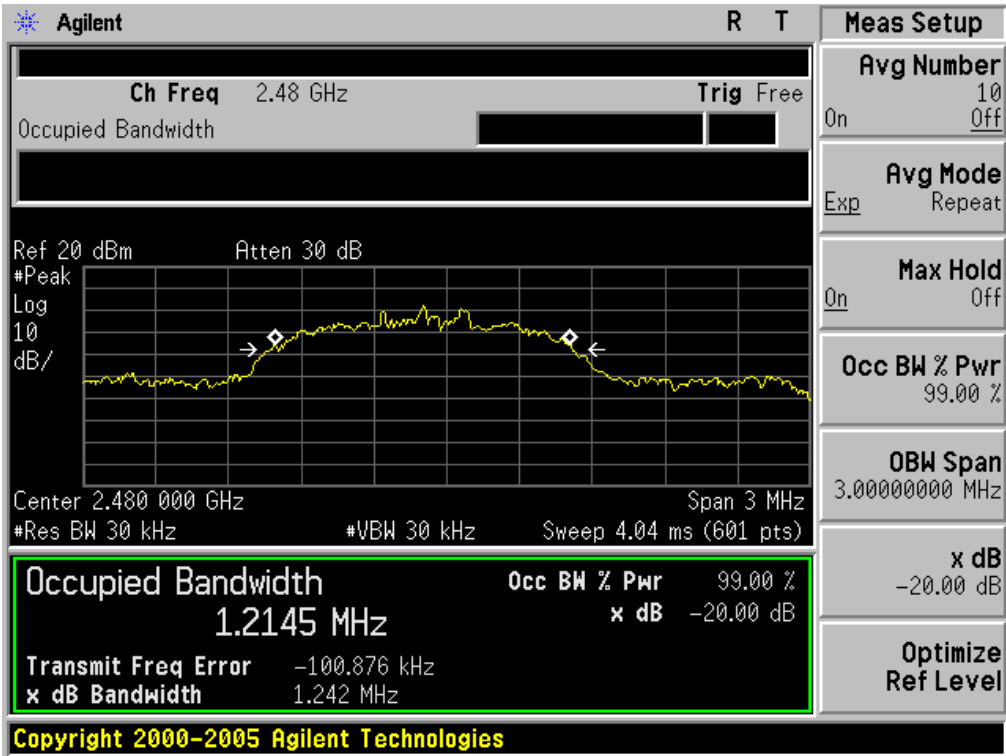 Agilent R T
Ch Freq 2.48 GHz Trig Free
Occupied Bandwidth
Ref 20 dBm Atten 30 dB
#Peak
Log
10
dB/
Center 2.480 000 GHz Span 3 MHz
#Res BW 30 kHz #VBW 30 kHz Sweep 4.04 ms (601 pts)
Occupied Bandwidth Occ BW % Pwr 99.00 %
1.2145 MHz x dB -20.00 dB
Transmit Freq Error -100.876 kHz
x dB Bandwidth 1.242 MHz
Copyright 2000-2005 Agilent Technologies
Meas Setup
Avg Number
10
On Off
Avg Mode
Exp Repeat
Max Hold
On Off
Occ BW % Pwr
99.00 %
OBW Span
3.00000000 MHz
x dB
-20.00 dB
Optimize
Ref Level